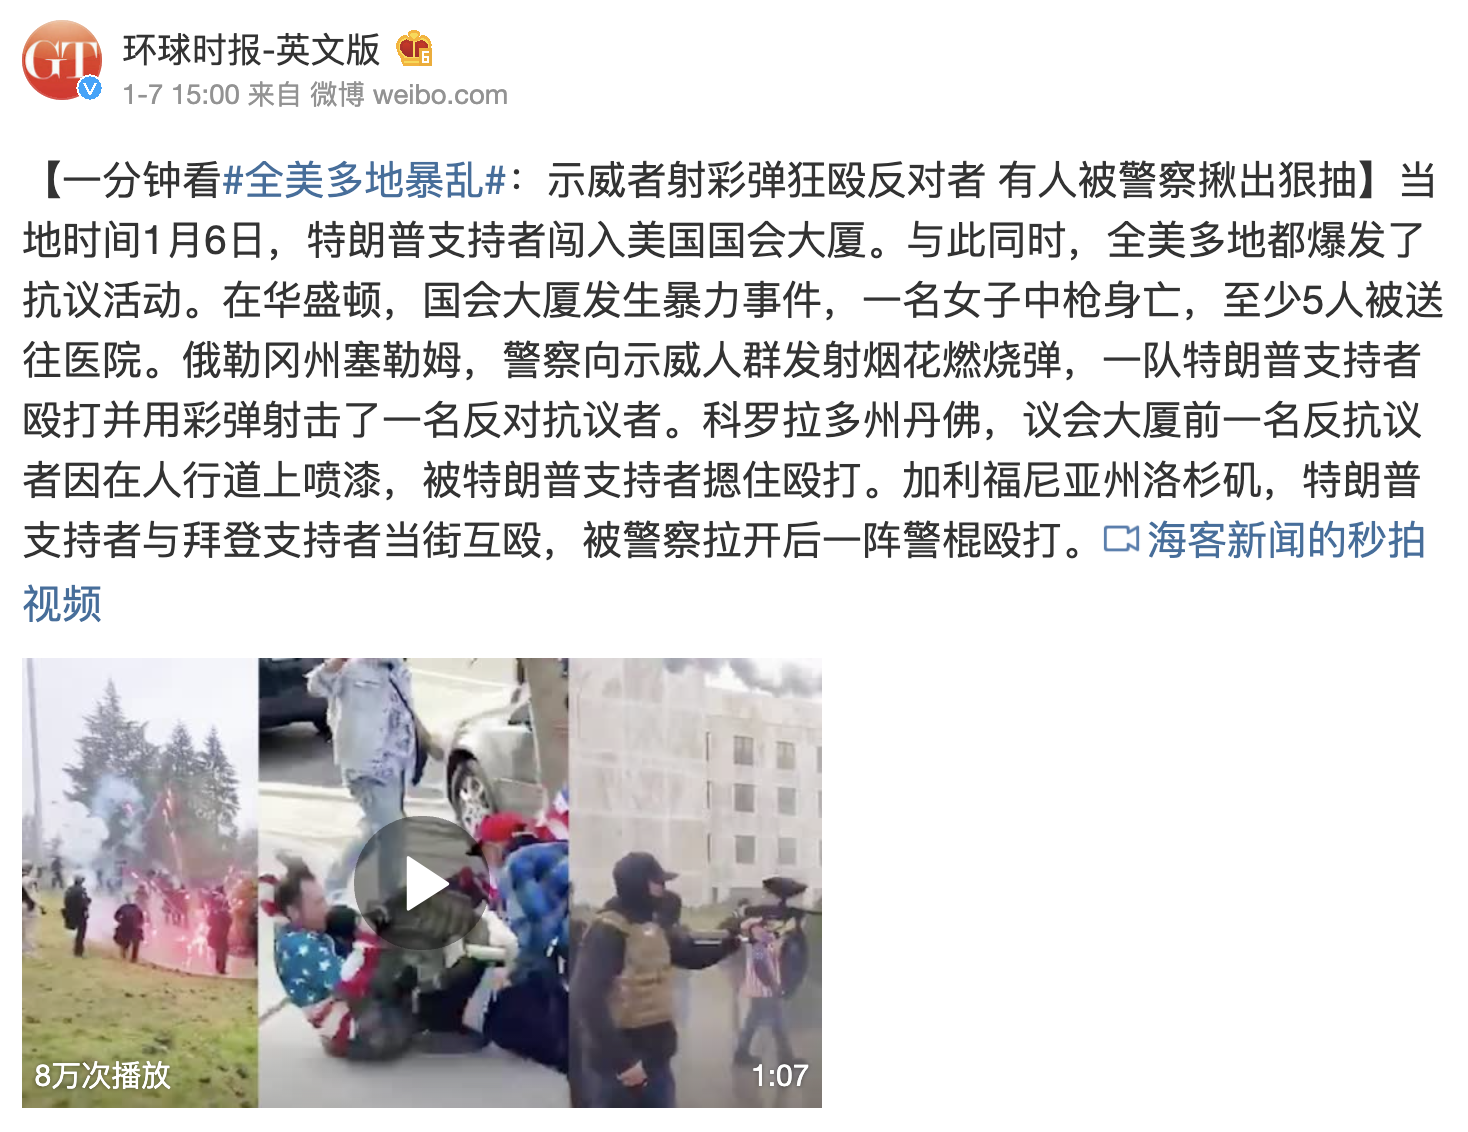 GT
环球时报-英文版
6
1-7 15:00 来自 微博 weibo.com
【一分钟看#全美多地暴乱#：示威者射彩弹狂殴反对者 有人被警察揪出狠抽】当
地时间1月6日，特朗普支持者闯入美国国会大厦。与此同时，全美多地都爆发了
抗议活动。在华盛顿，国会大厦发生暴力事件，一名女子中枪身亡，至少5人被送
往医院。俄勒冈州塞勒姆，警察向示威人群发射烟花燃烧弹，一队特朗普支持者
殴打并用彩弹射击了一名反对抗议者。科罗拉多州丹佛，议会大厦前一名反抗议
者因在人行道上喷漆，被特朗普支持者摁住殴打。加利福尼亚州洛杉矶，特朗普
支持者与拜登支持者当街互殴，被警察拉开后一阵警棍殴打。海客新闻的秒拍
视频
8万次播放
1:07